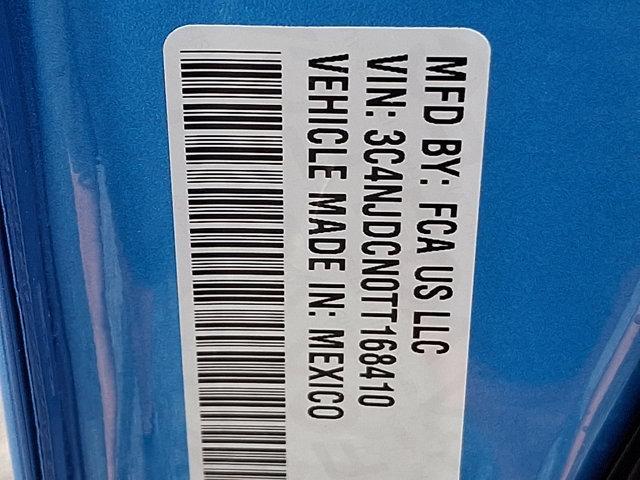 MFD BY: FCA US LLC
VIN: 3C4NJDCN0TT168410
VEHICLE MADE IN: MEXICO